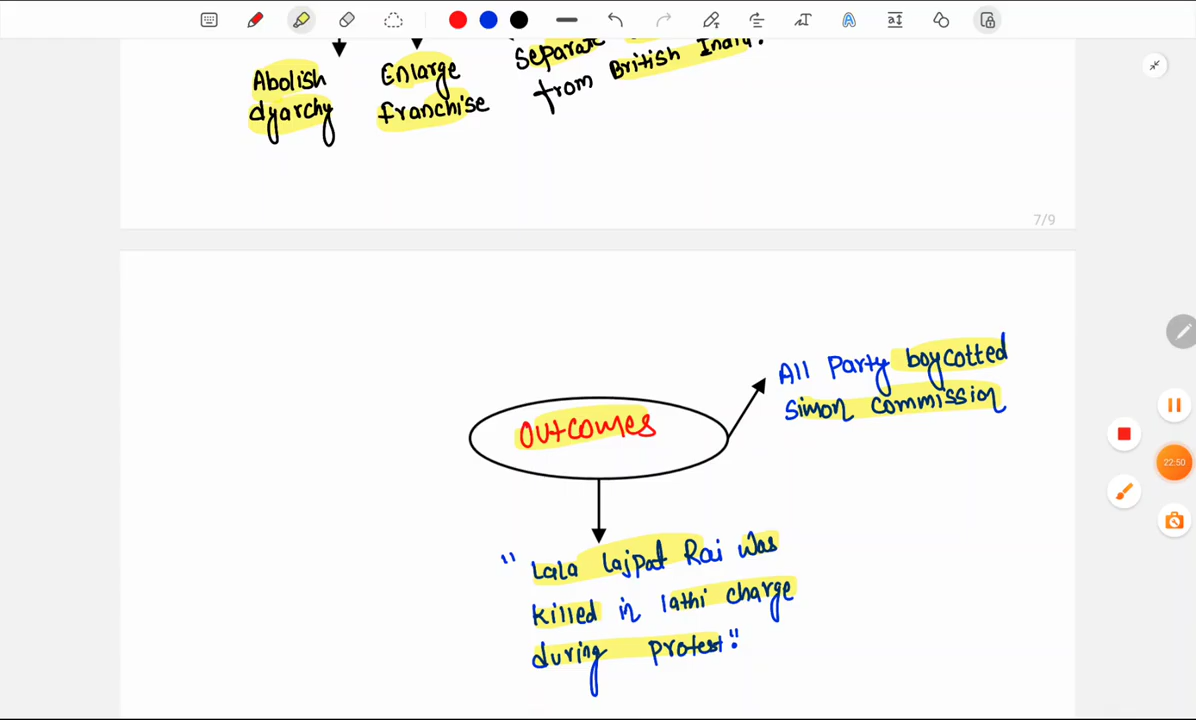 Abolish
dyarchy
Enlarge
franchise
separate
from British India.
7/9
Outcomes
All Party boycotted
simon commission
"Lala lajpat Rai was
killed in lathi charge
during protest"
22:50